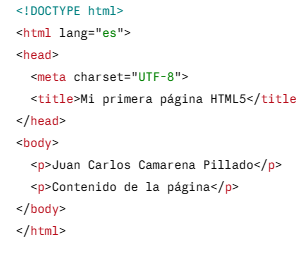 <!DOCTYPE html>
<html lang="es">
<head>
<meta charset="UTF-8">
<title>Mi primera página HTML5</title
</head>
<body>
<p>Juan Carlos Camarena Pillado</p>
<p>Contenido de la página</p>
</body>
</html>